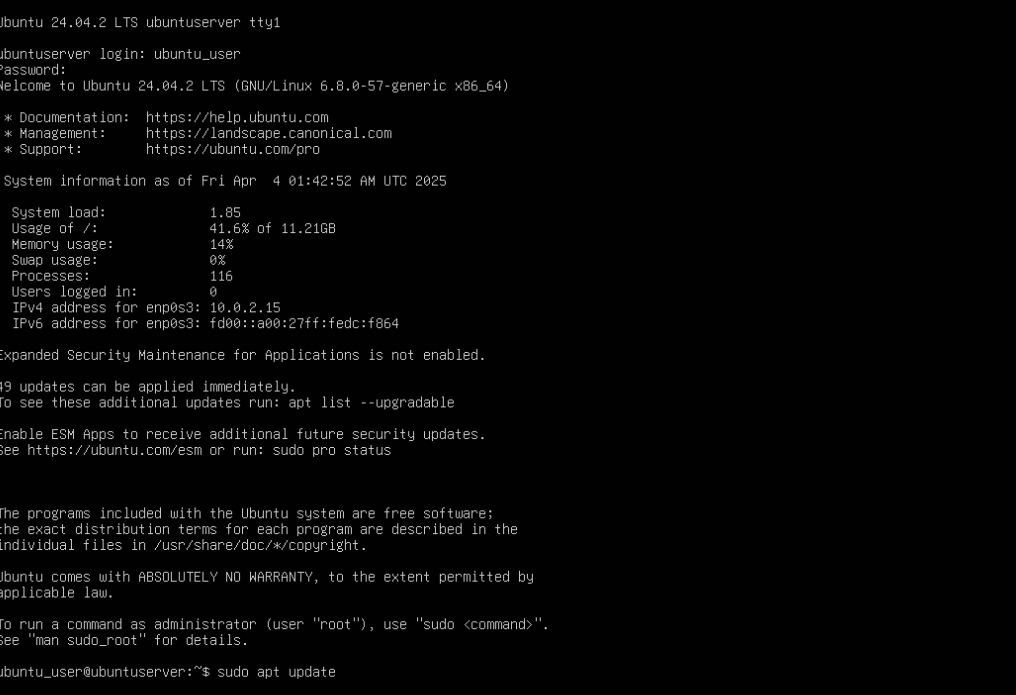 Ubuntu 24.04.2 LTS ubuntuserver tty1
ubuntuserver login: ubuntu_user
Password:
Welcome to Ubuntu 24.04.2 LTS (GNU/Linux 6.8.0-57-generic x86_64)
* Documentation:  https://help.ubuntu.com
* Management:     https://landscape.canonical.com
* Support:        https://ubuntu.com/pro
System information as of Fri Apr  4 01:42:52 AM UTC 2025
System load:             1.85
Usage of /:              41.6% of 11.21GB
Memory usage:            14%
Swap usage:              0%
Processes:               116
Users logged in:         0
IPv4 address for enp0s3: 10.0.2.15
IPv6 address for enp0s3: fd00::a00:27ff:fedc:f864
Expanded Security Maintenance for Applications is not enabled.
49 updates can be applied immediately.
To see these additional updates run: apt list --upgradable
Enable ESM Apps to receive additional future security updates.
See https://ubuntu.com/esm or run: sudo pro status
The programs included with the Ubuntu system are free software;
the exact distribution terms for each program are described in the
individual files in /usr/share/doc/*/copyright.
Ubuntu comes with ABSOLUTELY NO WARRANTY, to the extent permitted by
applicable law.
To run a command as administrator (user "root"), use "sudo <command>".
See "man sudo_root" for details.
ubuntu_user@ubuntuserver:~$ sudo apt update